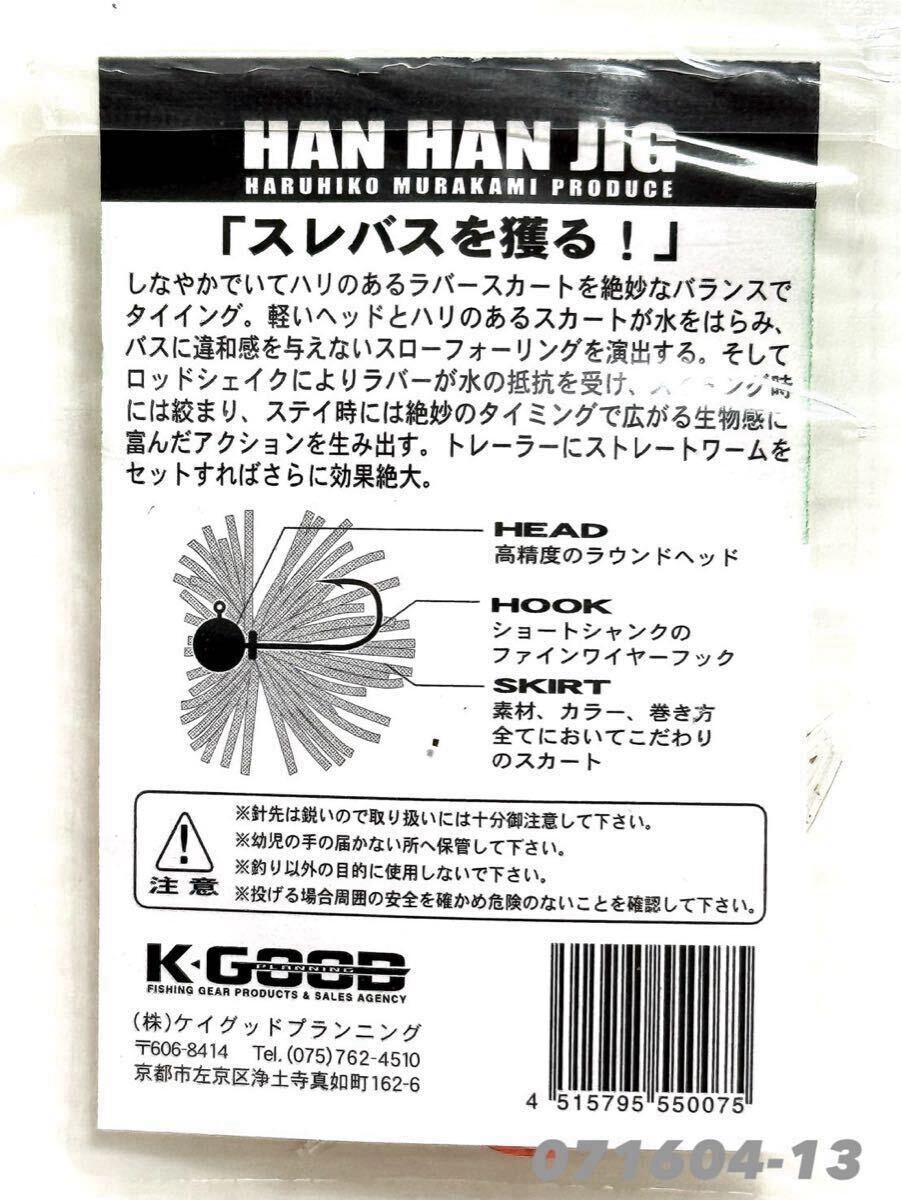 HAN HAN JIG
HARUHIKO MURAKAMI PRODUCE
「スレバスを獲る！」
しなやかでいてハリのあるラバースカートを絶妙なバランスで
タイイング。軽いヘッドとハリのあるスカートが水をはらみ、
バスに違和感を与えないスローフォーリングを演出する。そして
ロッドシェイクによりラバーが水の抵抗を受け、スイミング時
には絞まり、ステイ時には絶妙のタイミングで広がる生物感に
富んだアクションを生み出す。トレーラーにストレートワームを
セットすればさらに効果絶大。
HEAD
高精度のラウンドヘッド
HOOK
ショートシャンクの
ファインワイヤーフック
SKIRT
素材、カラー、巻き方
全てにおいてこだわり
のスカート
注意
※針先は鋭いので取り扱いには十分御注意して下さい。
※幼児の手の届かない所へ保管して下さい。
※釣り以外の目的に使用しないで下さい。
※投げる場合周囲の安全を確かめ危険のないことを確認して下さい。
K・GOOD
PLANNING
FISHING GEAR PRODUCTS & SALES AGENCY
(株)ケイグッドプランニング
〒606-8414 Tel.(075)762-4510
京都市左京区浄土寺真如町162-6
4 515795 550075
071604-13